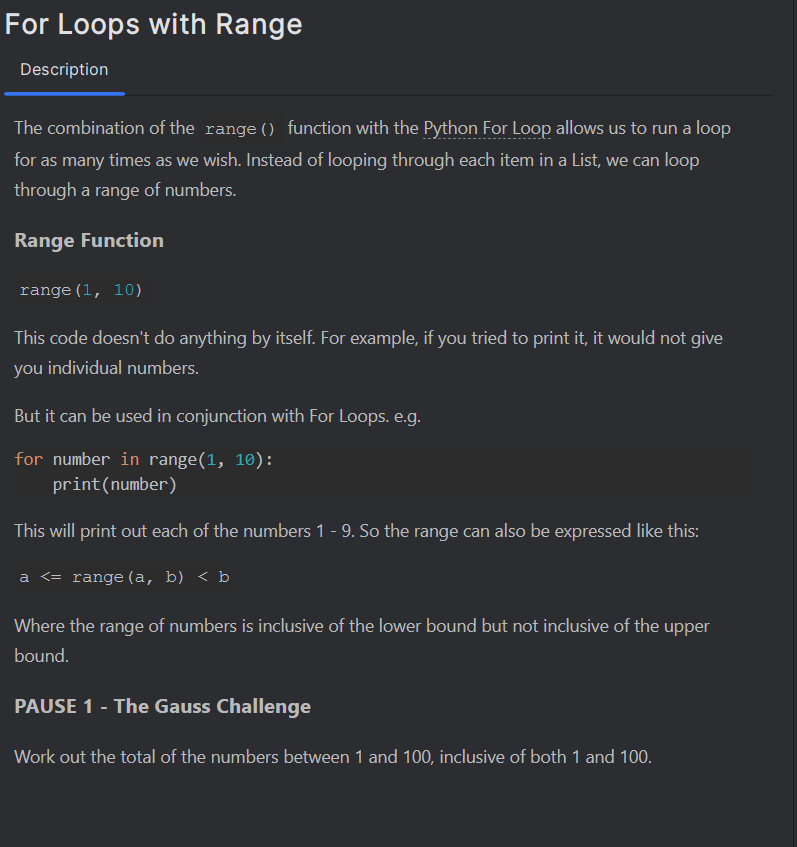 For Loops with Range
Description
The combination of the range() function with the Python For Loop allows us to run a loop
for as many times as we wish. Instead of looping through each item in a List, we can loop
through a range of numbers.
Range Function
range(1, 10)
This code doesn't do anything by itself. For example, if you tried to print it, it would not give
you individual numbers.
But it can be used in conjunction with For Loops. e.g.
for number in range(1, 10):
    print(number)
This will print out each of the numbers 1 - 9. So the range can also be expressed like this:
a <= range(a, b) < b
Where the range of numbers is inclusive of the lower bound but not inclusive of the upper
bound.
PAUSE 1 - The Gauss Challenge
Work out the total of the numbers between 1 and 100, inclusive of both 1 and 100.